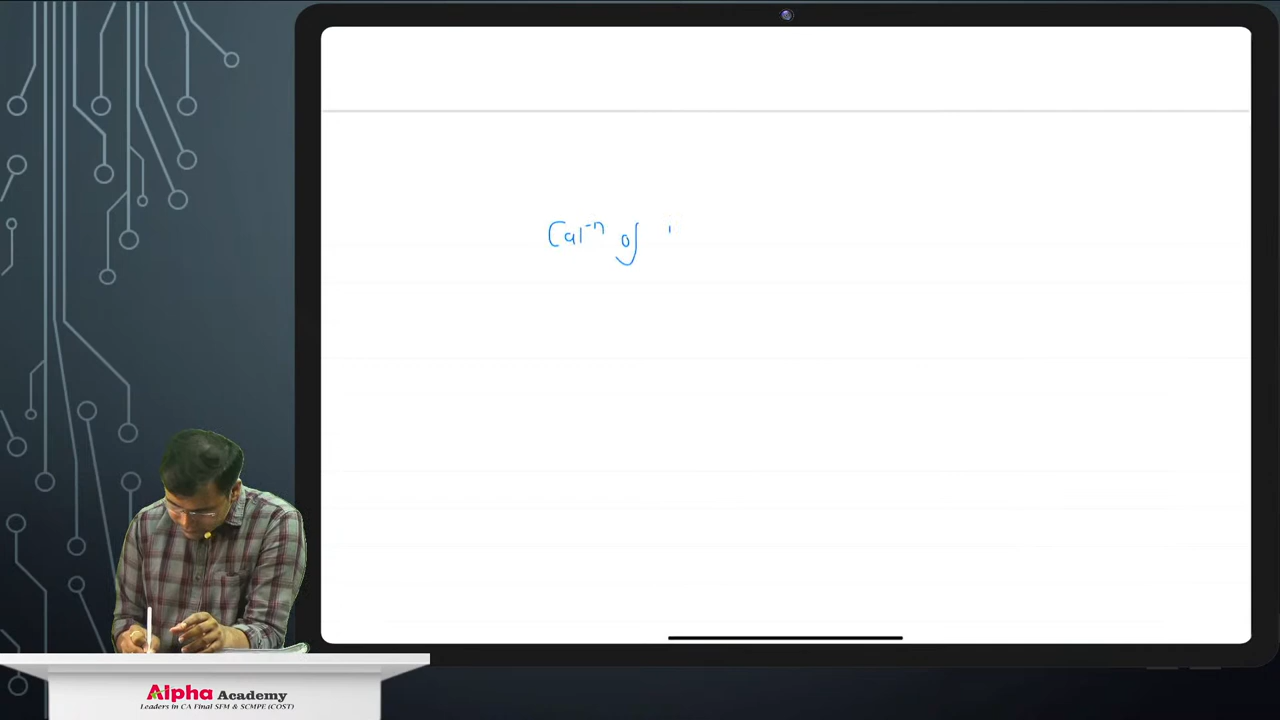 Cal⁻ⁿ of
Alpha Academy
Leaders in CA Final SFM & SCMPE (COST)